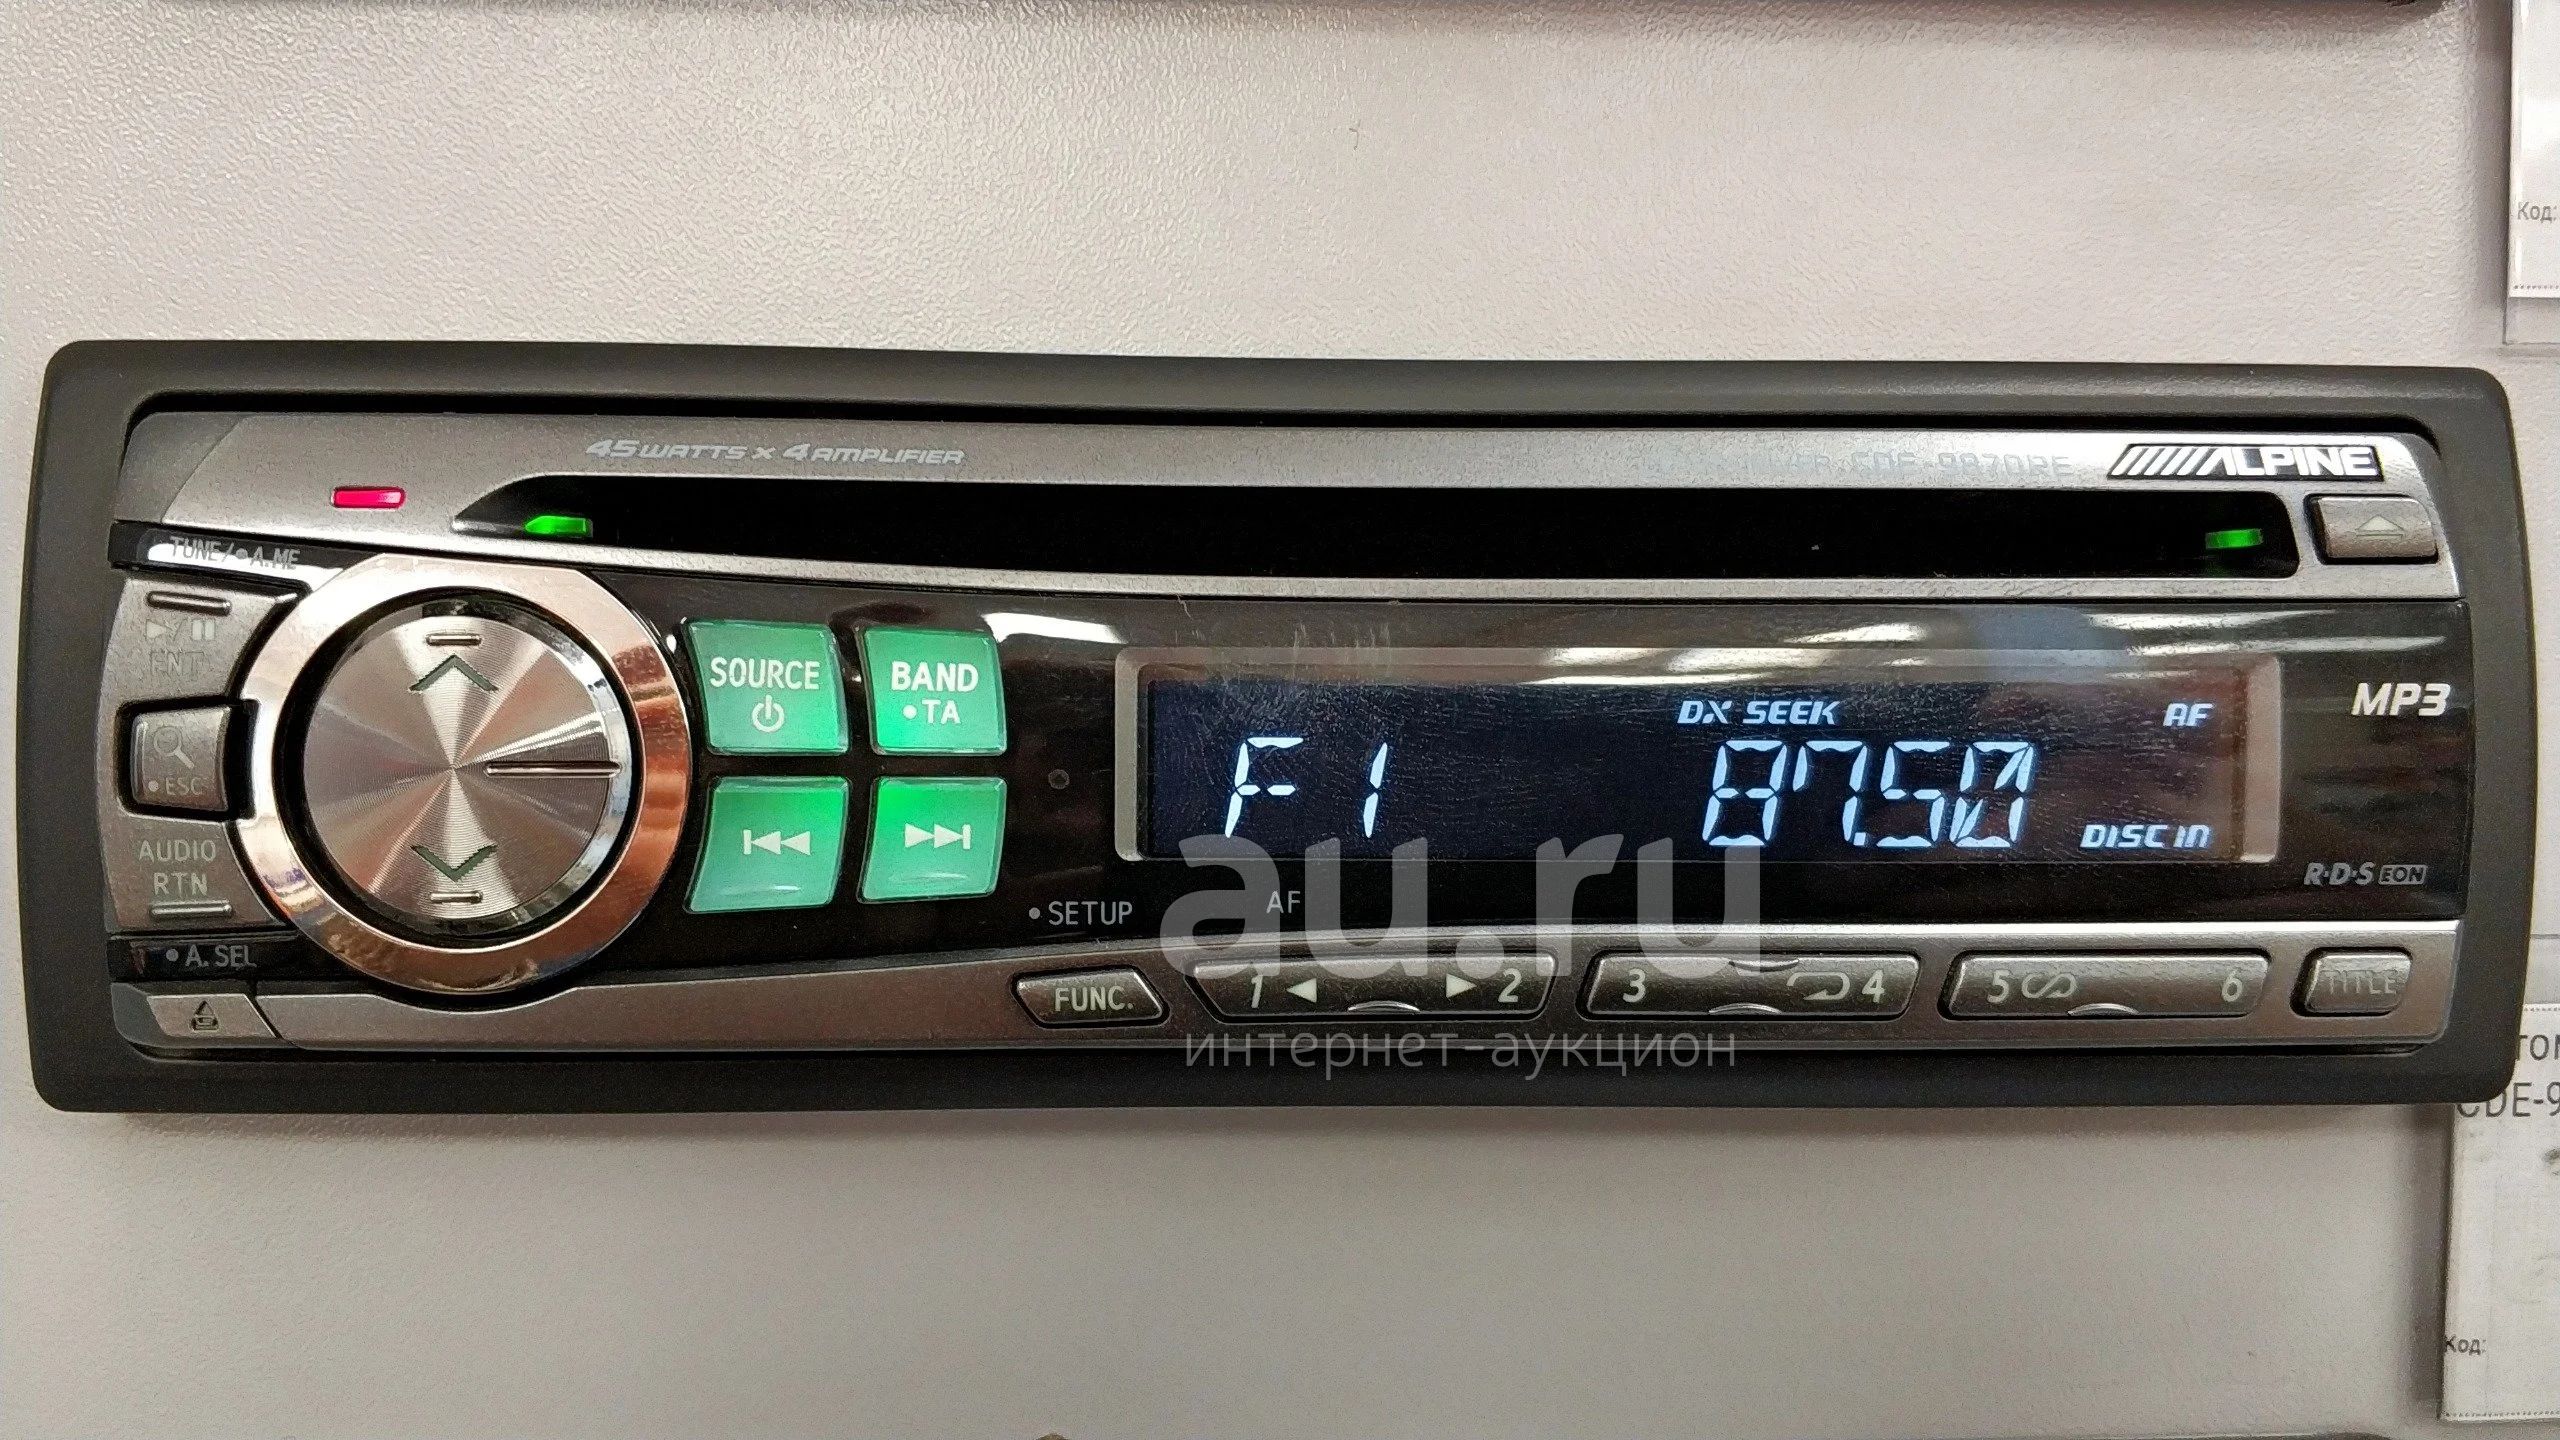 Код:
45 WATTS X 4 AMPLIFIER
CDE-9870RE
ALPINE
TUNE/•A.ME
ENT
SOURCE
BAND
•TA
MP3
DX SEEK
AF
F1
87.50
DISC IN
•ESC
AUDIO
RTN
R•D•S EON
•SETUP
AF
au.ru
•A. SEL
FUNC.
1
2
3
4
5
6
TITLE
интернет-аукцион
CDE-9
Код: